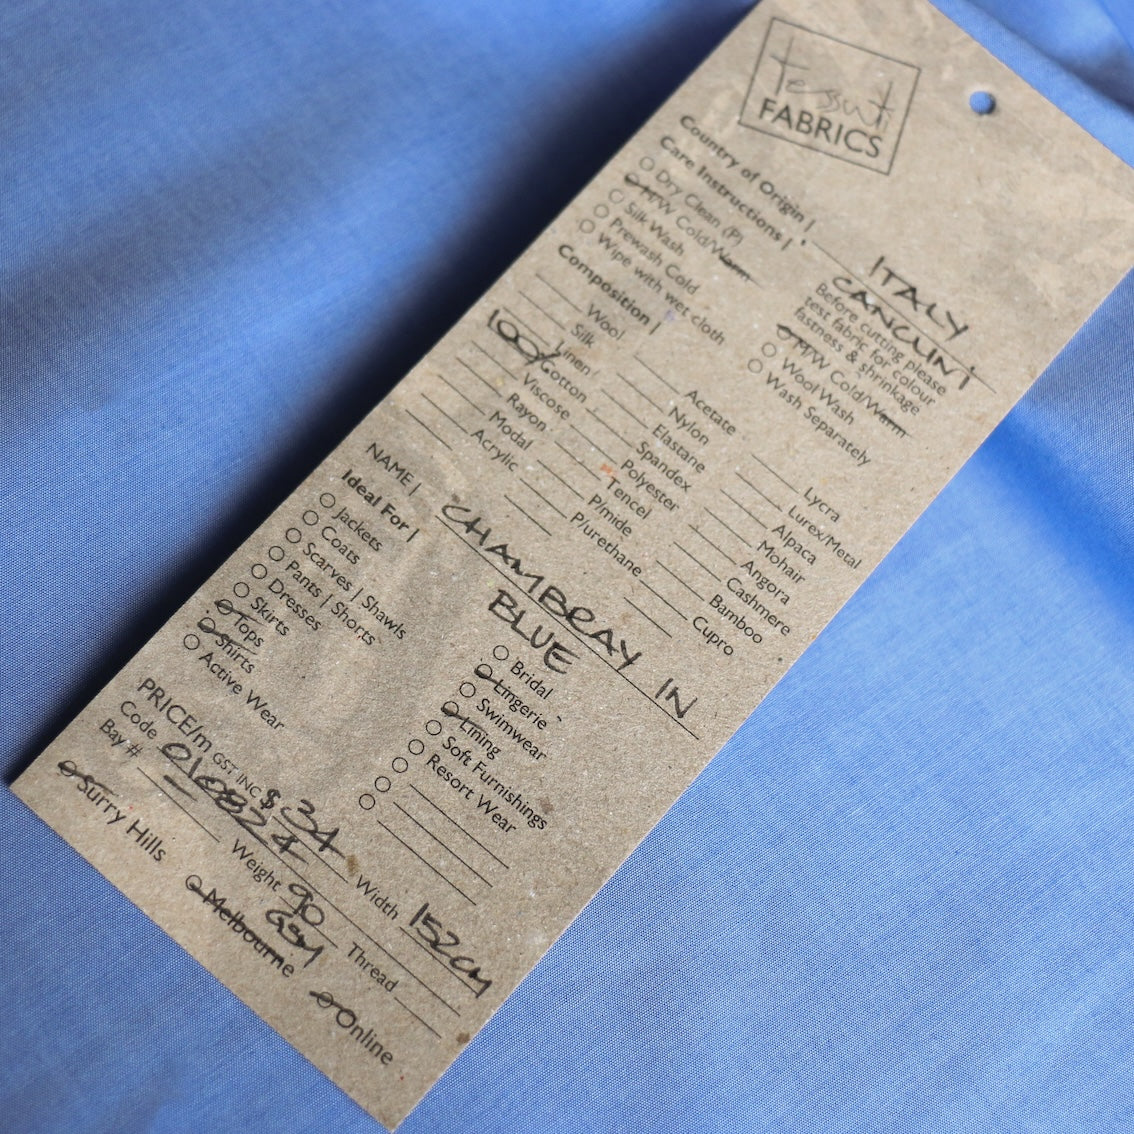 tessuti
FABRICS
Country of Origin | ITALY
Care Instructions | CANCLINI
Dry Clean (P)
M/W Cold/Warm
Silk Wash
Prewash Cold
Wipe with wet cloth
Before cutting please
test fabric for colour
fastness & shrinkage
M/W Cold/Warm
Wool Wash
Wash Separately
Composition |
Wool
Silk
Linen
100% Cotton
Viscose
Rayon
Modal
Acrylic
Acetate
Nylon
Elastane
Spandex
Polyester
Tencel
P/mide
P/urethane
Lycra
Lurex/Metal
Alpaca
Mohair
Angora
Cashmere
Bamboo
Cupro
NAME | CHAMBRAY IN
BLUE
Ideal For |
Jackets
Coats
Scarves | Shawls
Pants | Shorts
Dresses
Skirts
Tops
Shirts
Active Wear
Bridal
Lingerie
Swimwear
Lining
Soft Furnishings
Resort Wear
PRICE/m GST INC $ 34 Width 152CM
Code 010824 Weight 90 GSM Thread
Bay #
Surry Hills
Melbourne
Online